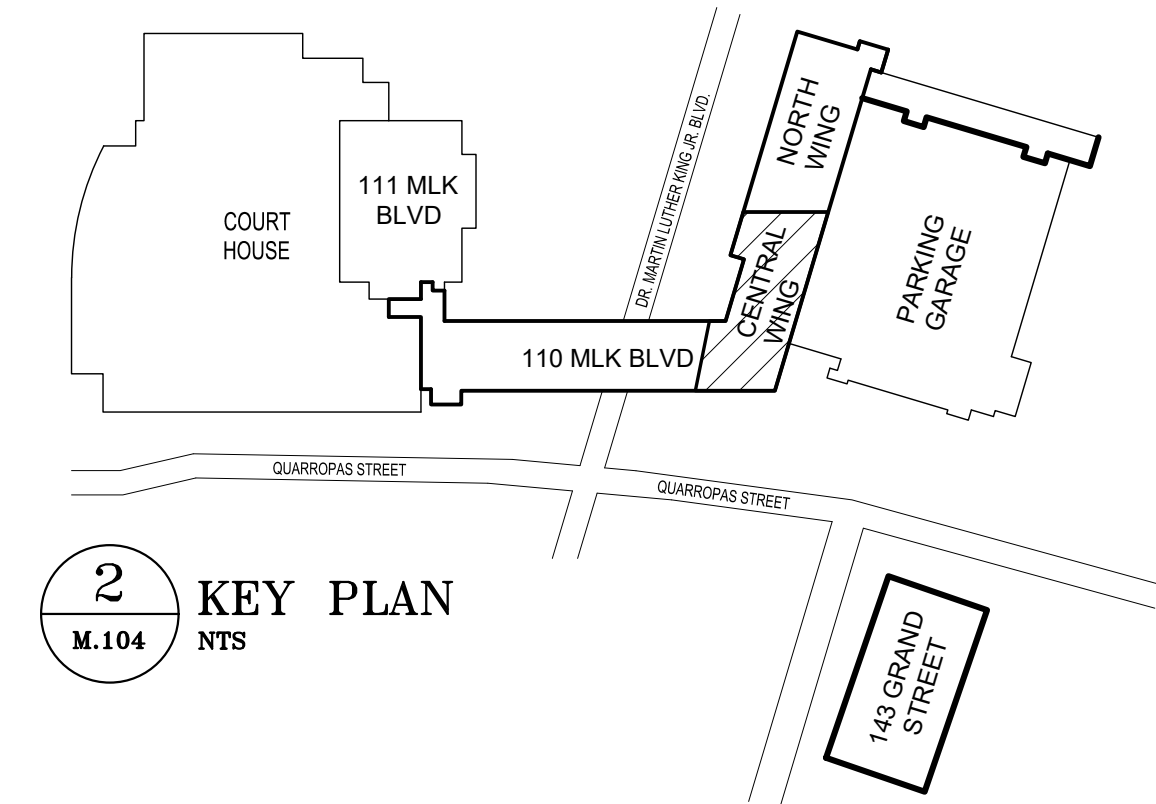 111 MLK
BLVD
COURT
HOUSE
DR. MARTIN LUTHER KING JR. BLVD.
NORTH
WING
CENTRAL
WING
PARKING
GARAGE
110 MLK BLVD
QUARROPAS STREET
QUARROPAS STREET
2
M.104
KEY PLAN
NTS
143 GRAND
STREET